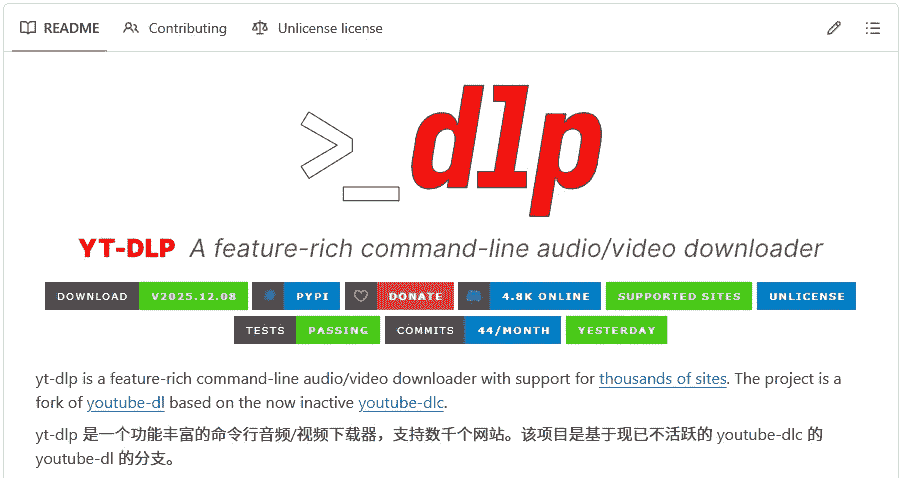 README Contributing Unlicense license
>_dlp
YT-DLP A feature-rich command-line audio/video downloader
DOWNLOAD V2025.12.08 PYPI DONATE 4.8K ONLINE SUPPORTED SITES UNLICENSE
TESTS PASSING COMMITS 44/MONTH YESTERDAY
yt-dlp is a feature-rich command-line audio/video downloader with support for thousands of sites. The project is a
fork of youtube-dl based on the now inactive youtube-dlc.
yt-dlp 是一个功能丰富的命令行音频/视频下载器，支持数千个网站。该项目是基于现已不活跃的 youtube-dlc 的
youtube-dl 的分支。